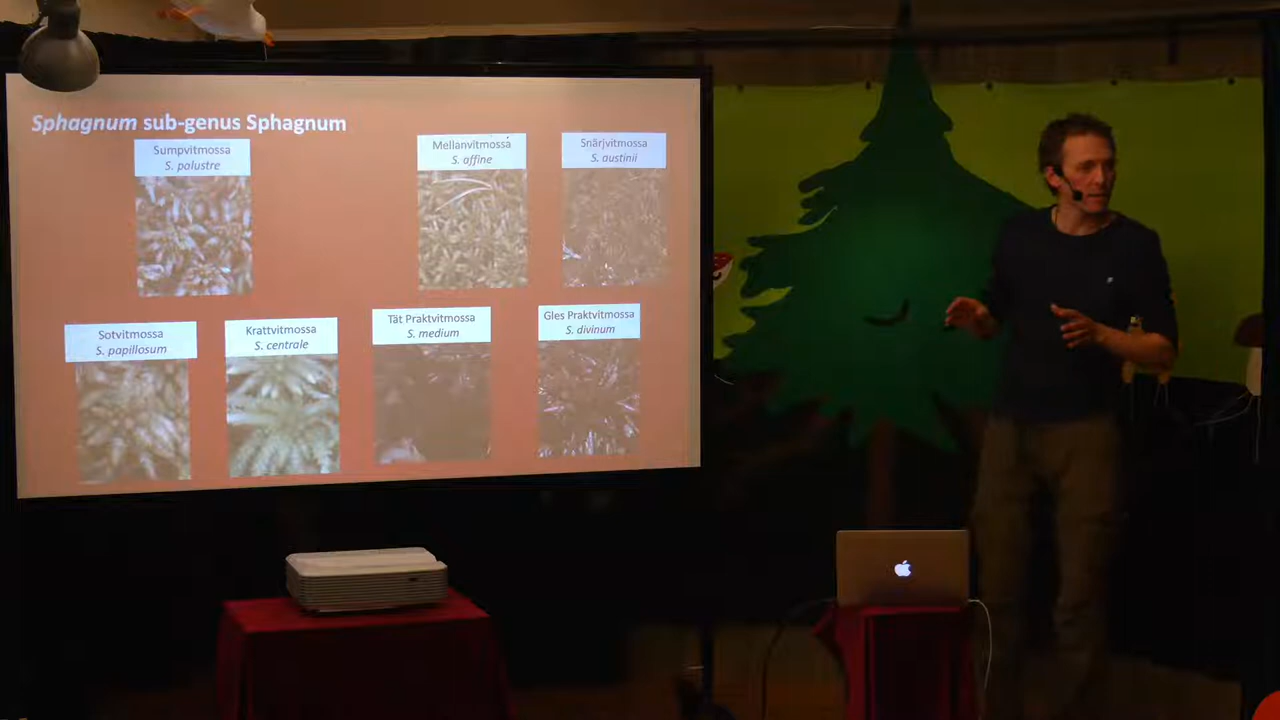 Sphagnum sub-genus Sphagnum
Sumpvitmossa
S. palustre
Mellanvitmossa
S. affine
Snärjvitmossa
S. austinii
Sotvitmossa
S. papillosum
Krattvitmossa
S. centrale
Tät Praktvitmossa
S. medium
Gles Praktvitmossa
S. divinum